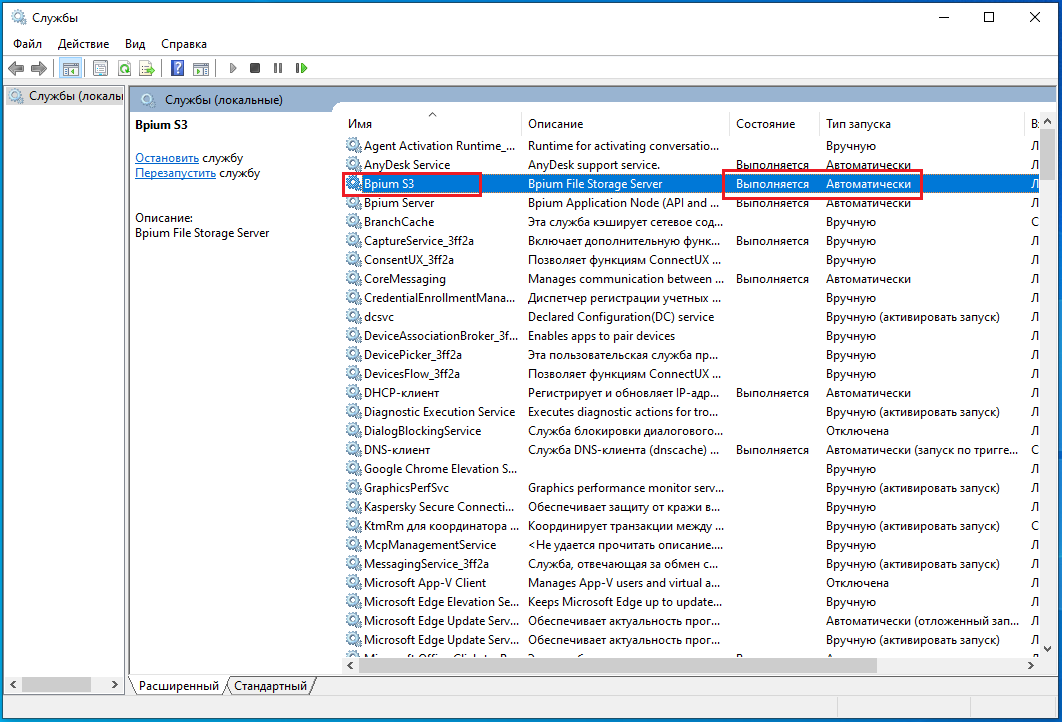 Службы
Файл Действие Вид Справка
Службы (локаль
Службы (локальные)
Bpium S3
Остановить службу
Перезапустить службу
Описание:
Bpium File Storage Server
Имя Описание Состояние Тип запуска В
Agent Activation Runtime_... Runtime for activating conversatio... Вручную Л
AnyDesk Service AnyDesk support service. Выполняется Автоматически Л
Bpium S3 Bpium File Storage Server Выполняется Автоматически Л
Bpium Server Bpium Application Node (API and ... Выполняется Автоматически Л
BranchCache Эта служба кэширует сетевое сод... Вручную С
CaptureService_3ff2a Включает дополнительную функ... Выполняется Вручную Л
ConsentUX_3ff2a Позволяет функциям ConnectUX ... Вручную Л
CoreMessaging Manages communication between ... Выполняется Автоматически Л
CredentialEnrollmentMana... Диспетчер регистрации учетных ... Вручную Л
dcsvc Declared Configuration(DC) service Вручную (активировать запуск) Л
DeviceAssociationBroker_3f... Enables apps to pair devices Вручную Л
DevicePicker_3ff2a Эта пользовательская служба пр... Вручную Л
DevicesFlow_3ff2a Позволяет функциям ConnectUX ... Вручную Л
DHCP-клиент Регистрирует и обновляет IP-адр... Выполняется Автоматически Л
Diagnostic Execution Service Executes diagnostic actions for tro... Вручную (активировать запуск) Л
DialogBlockingService Служба блокировки диалогового... Отключена Л
DNS-клиент Служба DNS-клиента (dnscache) ... Выполняется Автоматически (запуск по тригге... С
Google Chrome Elevation S... Вручную Л
GraphicsPerfSvc Graphics performance monitor serv... Вручную (активировать запуск) Л
Kaspersky Secure Connecti... Обеспечивает защиту от кражи в... Вручную Л
KtmRm для координатора ... Координирует транзакции между ... Вручную (активировать запуск) С
McpManagementService <Не удается прочитать описание.... Вручную Л
MessagingService_3ff2a Служба, отвечающая за обмен с... Вручную (активировать запуск) Л
Microsoft App-V Client Manages App-V users and virtual a... Отключена Л
Microsoft Edge Elevation Se... Keeps Microsoft Edge up to update... Вручную Л
Microsoft Edge Update Serv... Обеспечивает актуальность прог... Автоматически (отложенный зап... Л
Microsoft Edge Update Serv... Обеспечивает актуальность прог... Вручную (активировать запуск) Л
Расширенный Стандартный